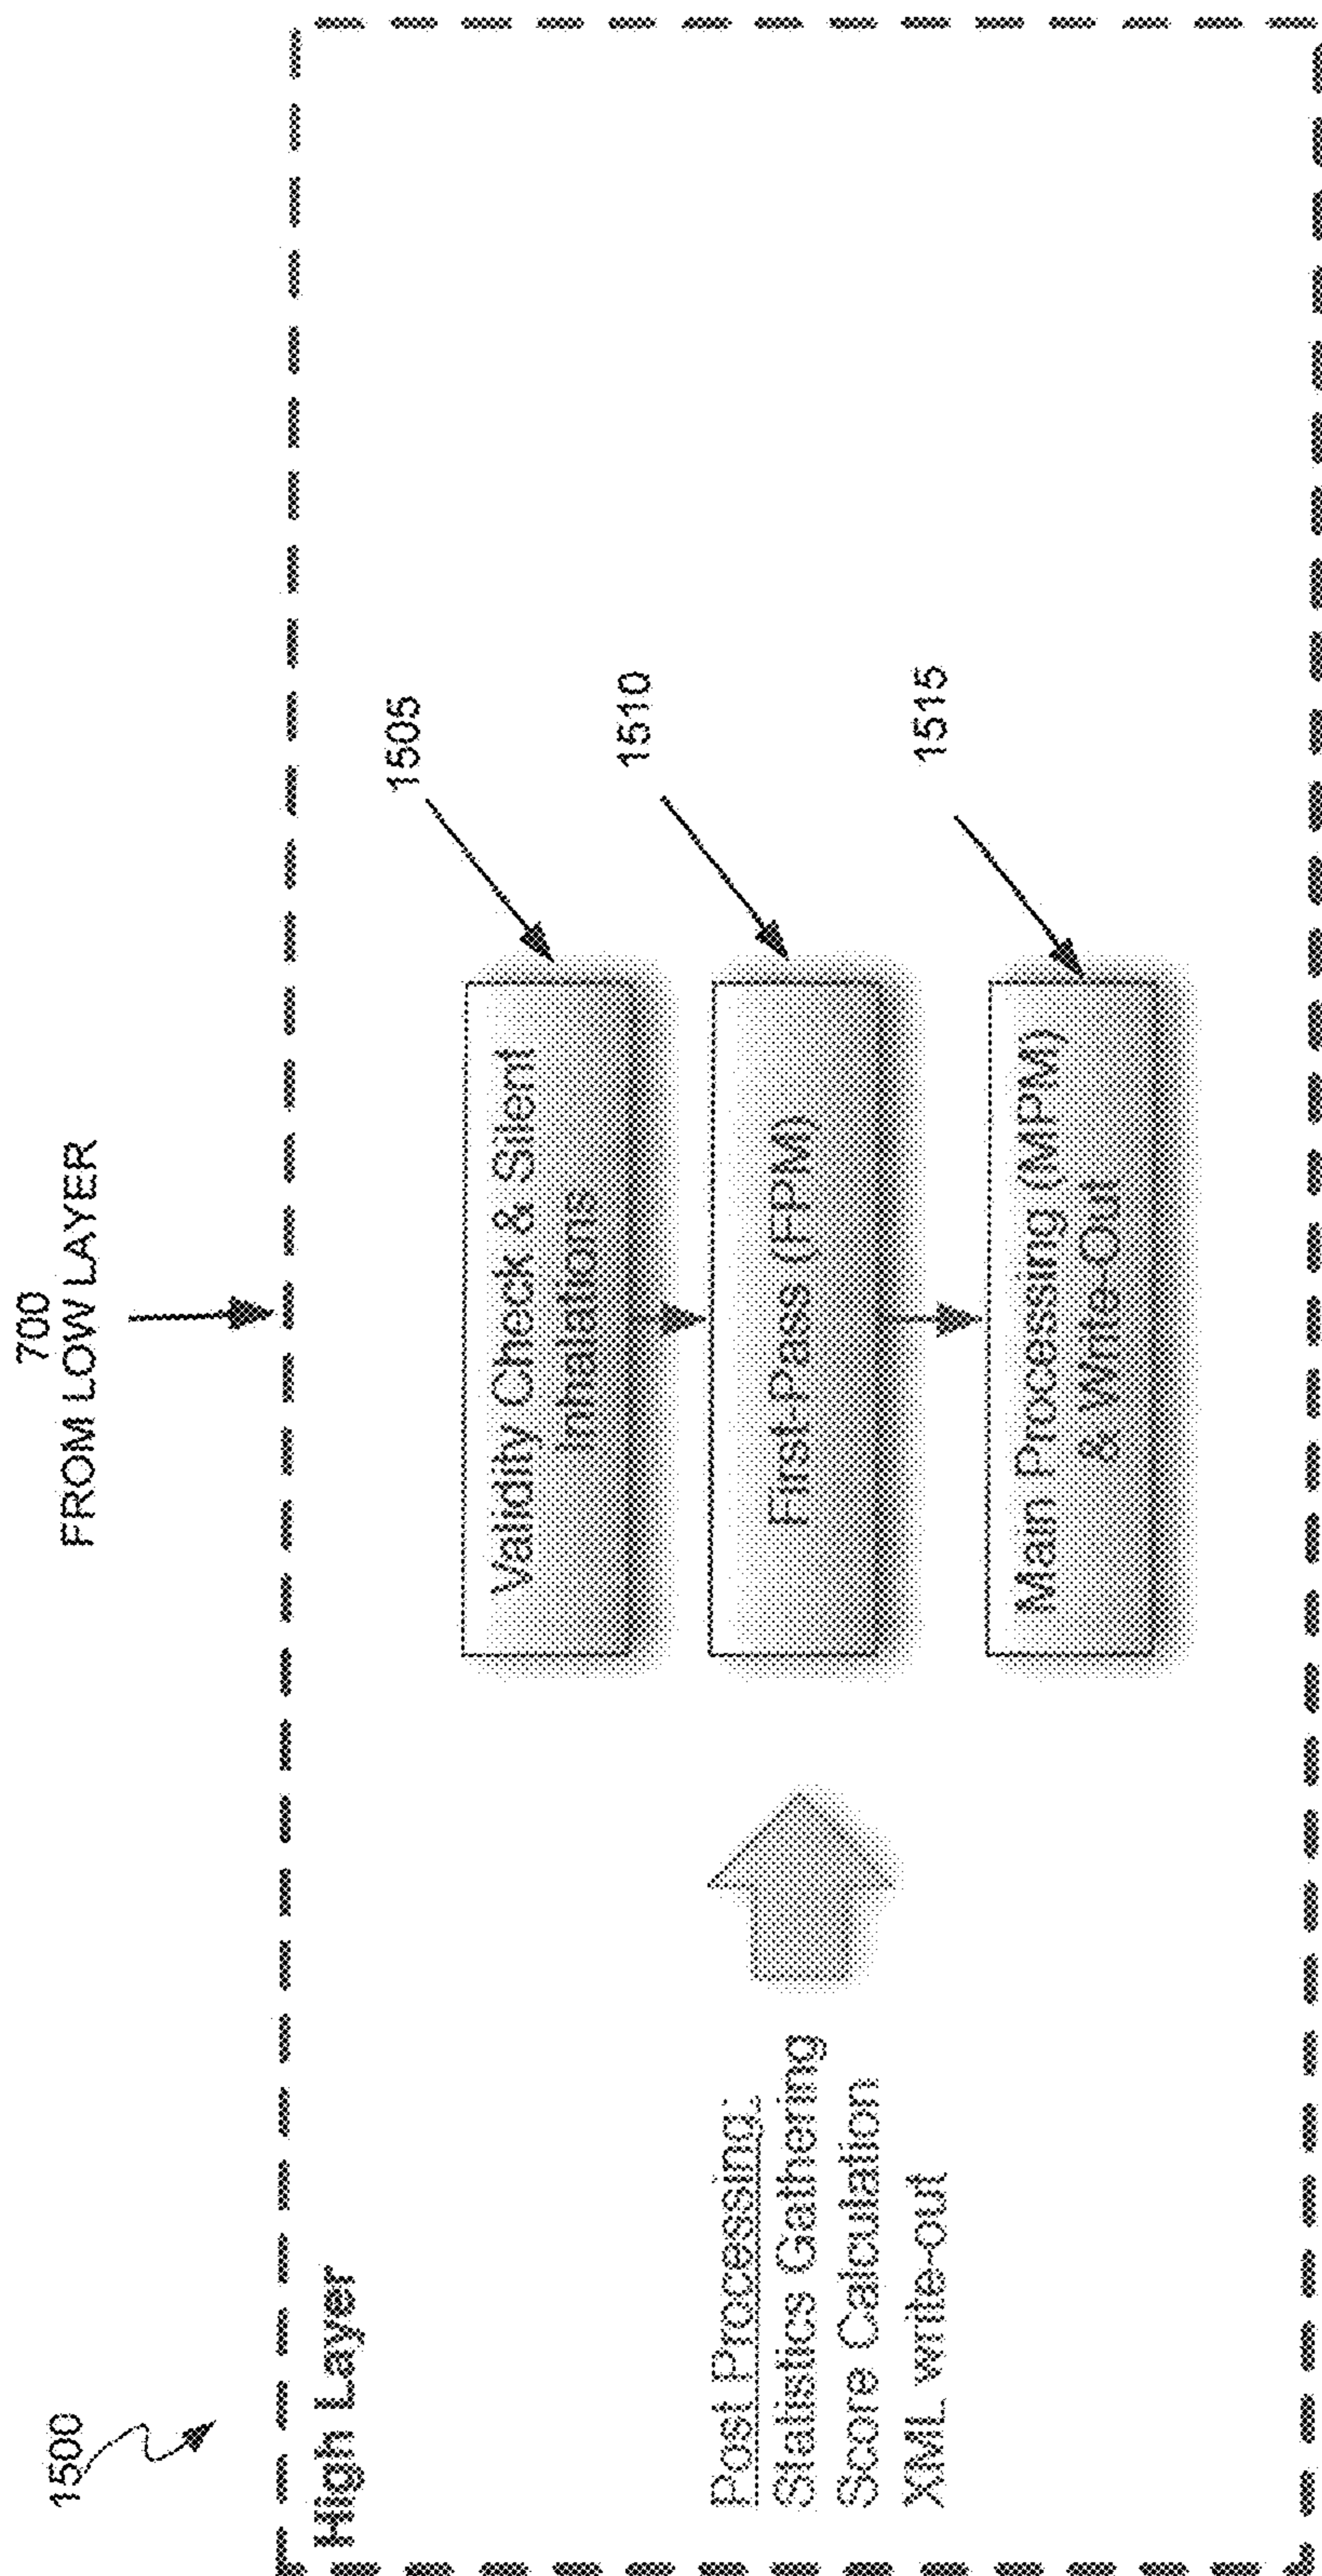 1500
700
FROM LOW LAYER
High Layer
Post Processing:
Statistics Gathering
Score Calculation
XML write-out
Validity Check & Silent
Inhalations
1505
First-Pass (FPM)
1510
Main Processing (MPM)
& Write-Out
1515